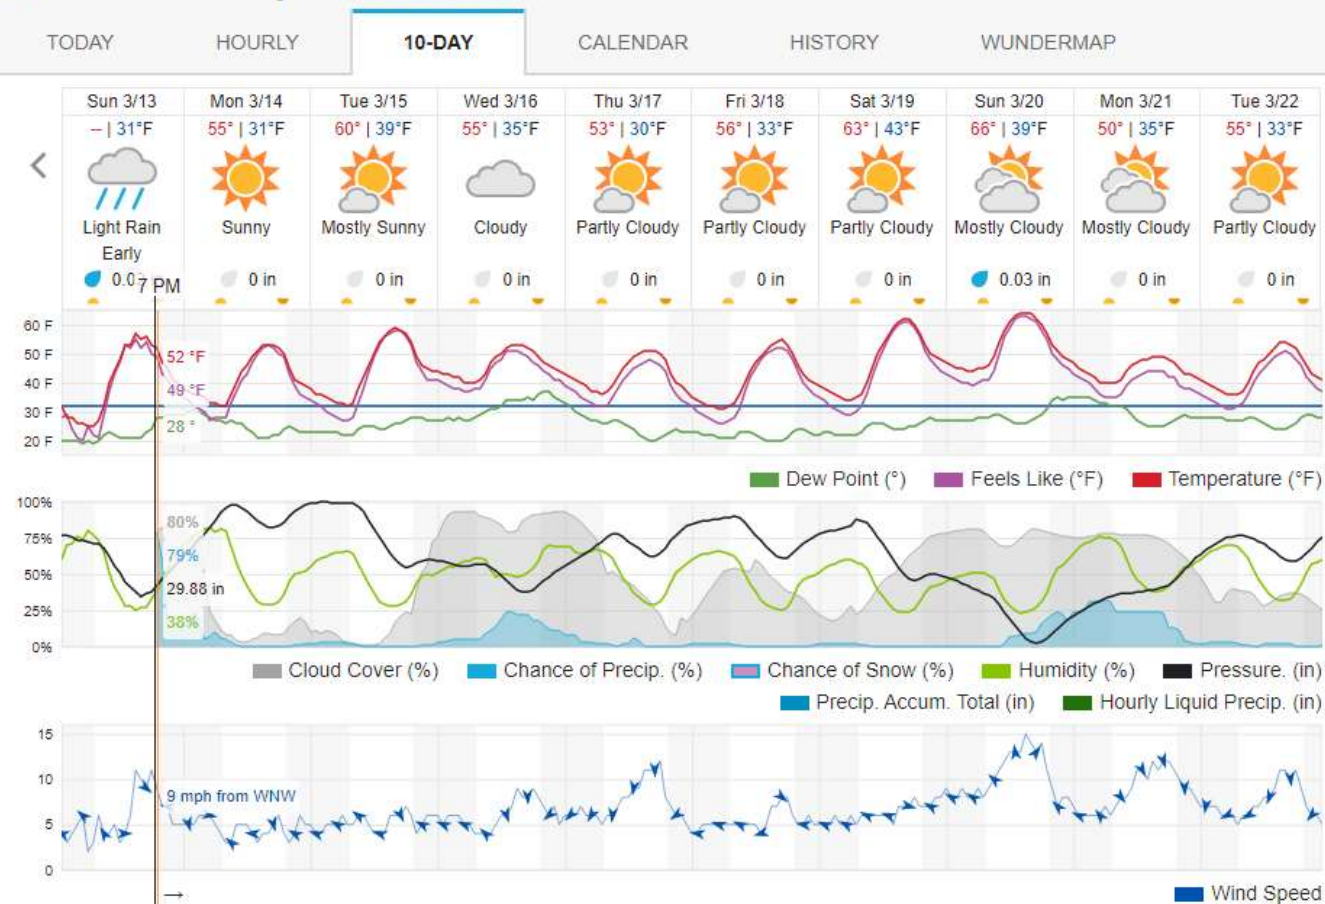 TODAY HOURLY 10-DAY CALENDAR HISTORY WUNDERMAP
Sun 3/13 Mon 3/14 Tue 3/15 Wed 3/16 Thu 3/17 Fri 3/18 Sat 3/19 Sun 3/20 Mon 3/21 Tue 3/22
-- | 31°F 55° | 31°F 60° | 39°F 55° | 35°F 53° | 30°F 56° | 33°F 63° | 43°F 66° | 39°F 50° | 35°F 55° | 33°F
Light Rain Early Sunny Mostly Sunny Cloudy Partly Cloudy Partly Cloudy Partly Cloudy Mostly Cloudy Mostly Cloudy Partly Cloudy
0 in 0 in 0 in 0 in 0 in 0 in 0.03 in 0 in 0 in
7 PM
60 F
50 F
40 F
30 F
20 F
52 °F
49 °F
28 °
Dew Point (°) Feels Like (°F) Temperature (°F)
100%
75%
50%
25%
0%
80%
79%
29.88 in
38%
Cloud Cover (%) Chance of Precip. (%) Chance of Snow (%) Humidity (%) Pressure. (in)
Precip. Accum. Total (in) Hourly Liquid Precip. (in)
15
10
5
0
9 mph from WNW
Wind Speed